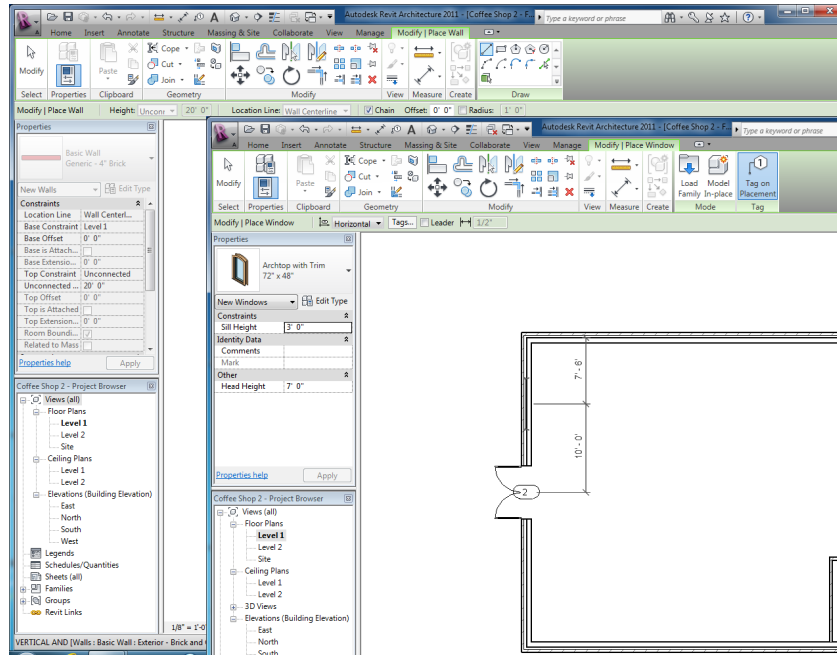 Autodesk Revit Architecture 2011 - [Coffee Shop 2 - F...
Type a keyword or phrase
Home Insert Annotate Structure Massing & Site Collaborate View Manage Modify | Place Wall
Modify
Paste
Cope
Cut
Join
Select Properties Clipboard Geometry Modify View Measure Create Draw
Modify | Place Wall Height: Unconn 20' 0" Location Line: Wall Centerline Chain Offset: 0' 0" Radius: 1' 0"
Properties
Basic Wall
Generic - 4" Brick
New Walls Edit Type
Constraints
Location Line Wall Centerl...
Base Constraint Level 1
Base Offset 0' 0"
Base is Attach...
Base Extensio... 0' 0"
Top Constraint Unconnected
Unconnected ... 20' 0"
Top Offset 0' 0"
Top is Attached
Top Extension... 0' 0"
Room Boundi...
Related to Mass
Properties help Apply
Coffee Shop 2 - Project Browser
Views (all)
Floor Plans
Level 1
Level 2
Site
Ceiling Plans
Level 1
Level 2
Elevations (Building Elevation)
East
North
South
West
Legends
Schedules/Quantities
Sheets (all)
Families
Groups
Revit Links
1/8" = 1'-0
VERTICAL AND [Walls : Basic Wall : Exterior - Brick and
Autodesk Revit Architecture 2011 - [Coffee Shop 2 - F...
Type a keyword or phrase
Home Insert Annotate Structure Massing & Site Collaborate View Manage Modify | Place Window
Modify
Paste
Cope
Cut
Join
Load Family
Model In-place
Tag on Placement
Select Properties Clipboard Geometry Modify View Measure Create Mode Tag
Modify | Place Window Horizontal Tags... Leader 1/2"
Properties
Archtop with Trim
72" x 48"
New Windows Edit Type
Constraints
Sill Height 3' 0"
Identity Data
Comments
Mark
Other
Head Height 7' 0"
Properties help Apply
Coffee Shop 2 - Project Browser
Views (all)
Floor Plans
Level 1
Level 2
Site
Ceiling Plans
Level 1
Level 2
3D Views
Elevations (Building Elevation)
East
North
South
7' - 6"
10' - 0"
2